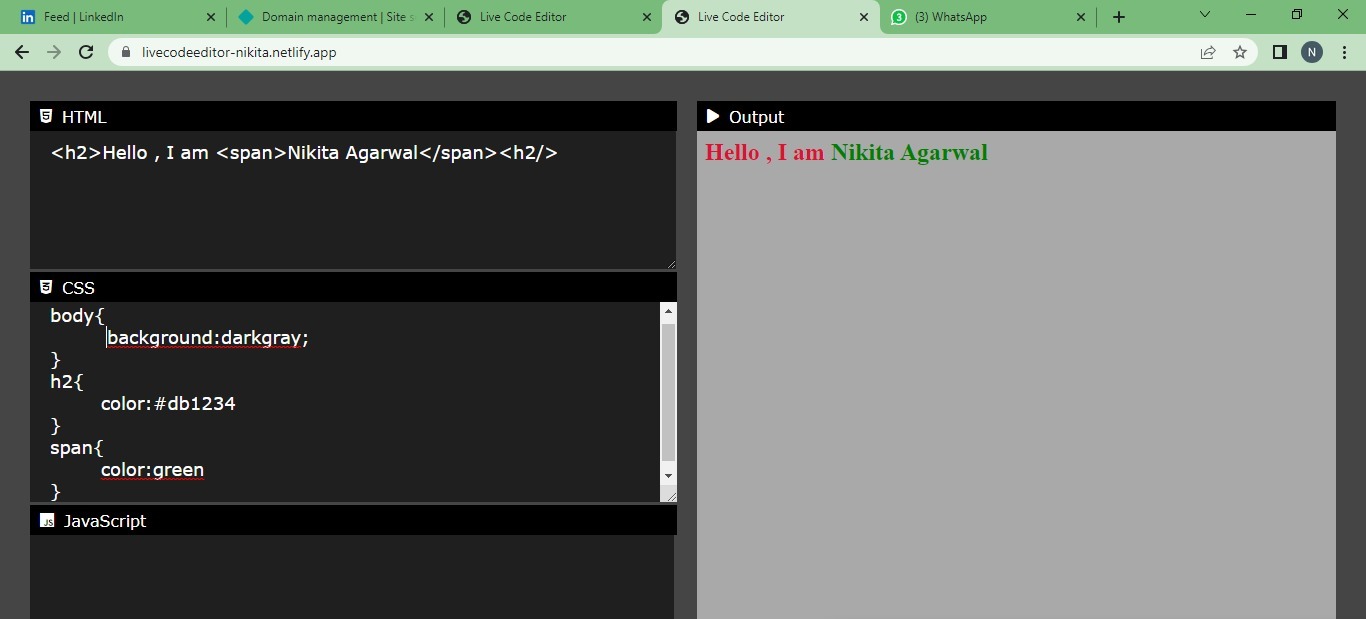 Feed | LinkedIn
Domain management | Site s
Live Code Editor
Live Code Editor
(3) WhatsApp
livecodeeditor-nikita.netlify.app
N
HTML
<h2>Hello , I am <span>Nikita Agarwal</span><h2/>
CSS
body{
background:darkgray;
}
h2{
color:#db1234
}
span{
color:green
}
JS JavaScript
Output
Hello , I am Nikita Agarwal